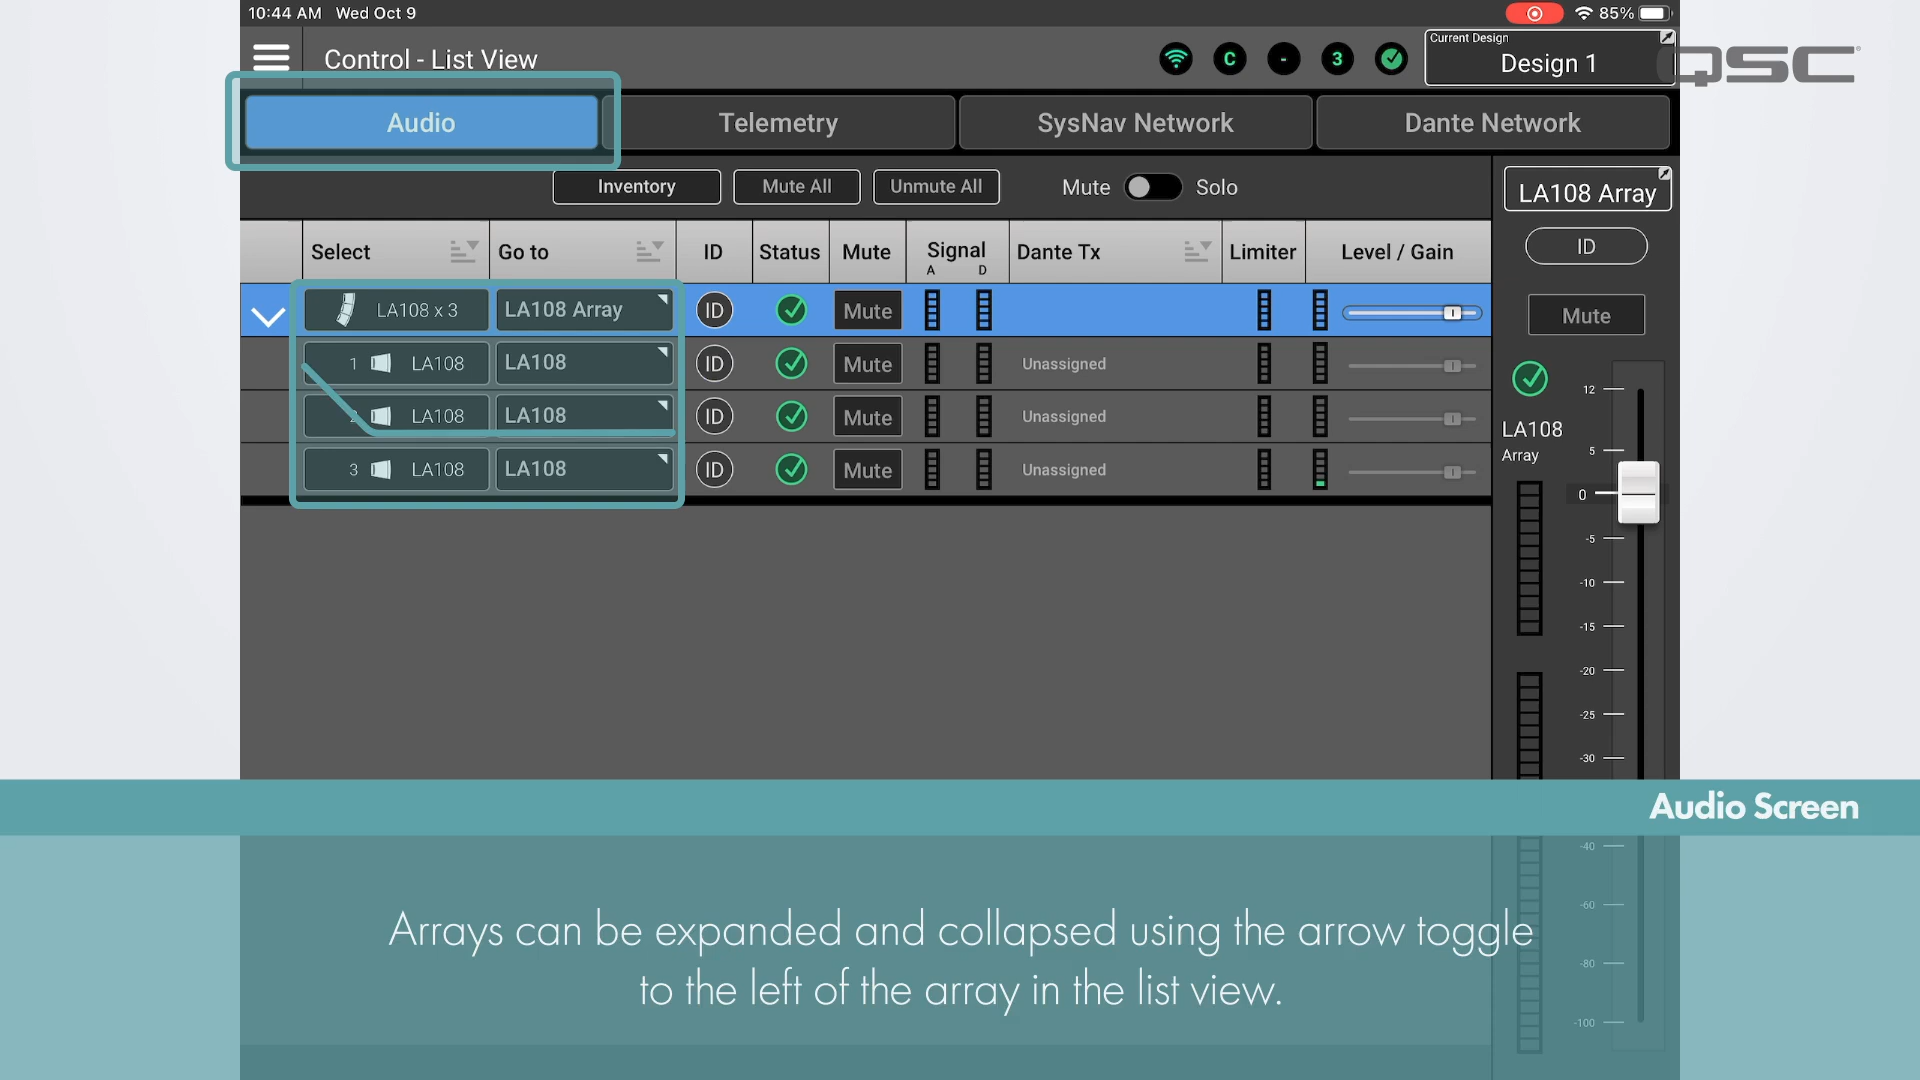 10:44 AM Wed Oct 9
85%
Control - List View
C
-
3
Current Design
Design 1
QSC
Audio
Telemetry
SysNav Network
Dante Network
Inventory
Mute All
Unmute All
Mute
Solo
LA108 Array
ID
Mute
Select
Go to
ID
Status
Mute
Signal
A D
Dante Tx
Limiter
Level / Gain
LA108 x 3
LA108 Array
ID
Mute
1 LA108
LA108
ID
Mute
Unassigned
2 LA108
LA108
ID
Mute
Unassigned
3 LA108
LA108
ID
Mute
Unassigned
LA108
Array
12
5
0
-5
-10
-15
-20
-25
-30
-40
-60
-80
-100
Audio Screen
Arrays can be expanded and collapsed using the arrow toggle
to the left of the array in the list view.